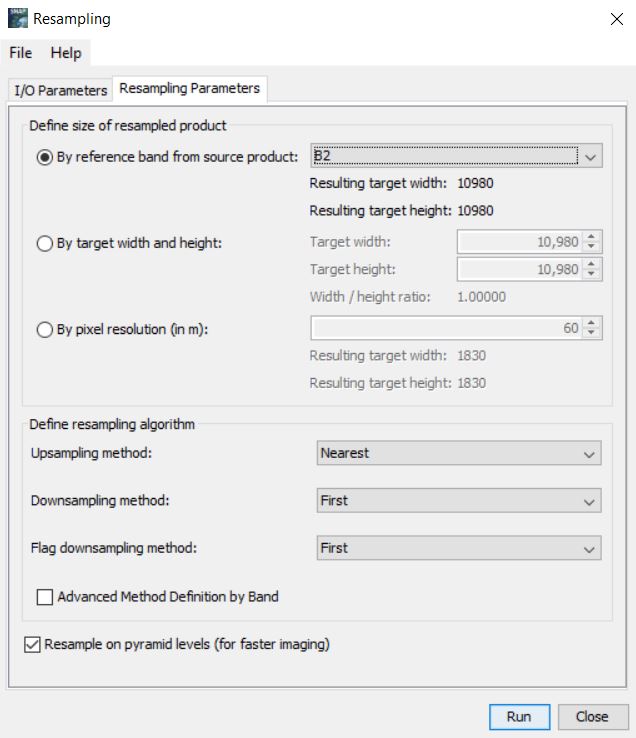 SNAP
Resampling
File Help
I/O Parameters Resampling Parameters
Define size of resampled product
By reference band from source product: B2
Resulting target width: 10980
Resulting target height: 10980
By target width and height: Target width: 10,980
Target height: 10,980
Width / height ratio: 1.00000
By pixel resolution (in m): 60
Resulting target width: 1830
Resulting target height: 1830
Define resampling algorithm
Upsampling method: Nearest
Downsampling method: First
Flag downsampling method: First
Advanced Method Definition by Band
Resample on pyramid levels (for faster imaging)
Run Close